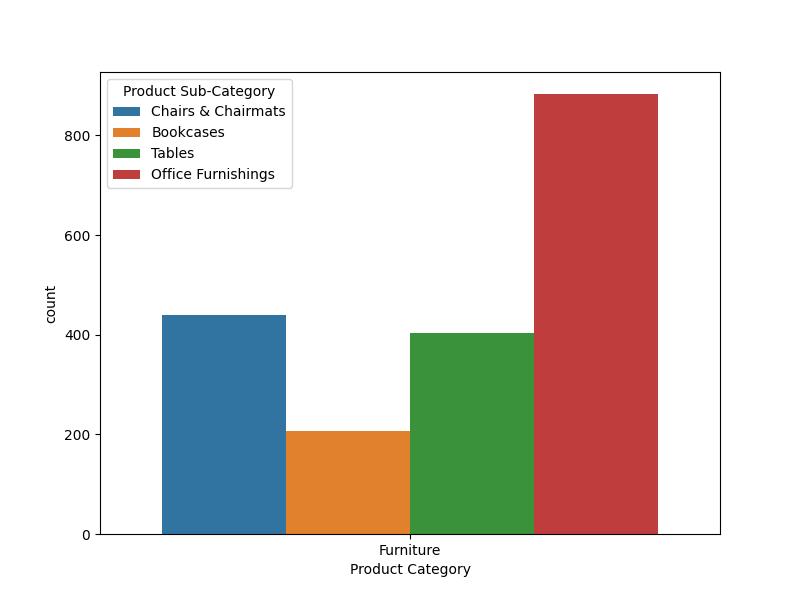 Product Sub-Category
Chairs & Chairmats
Bookcases
Tables
Office Furnishings
800
600
400
200
0
count
Furniture
Product Category